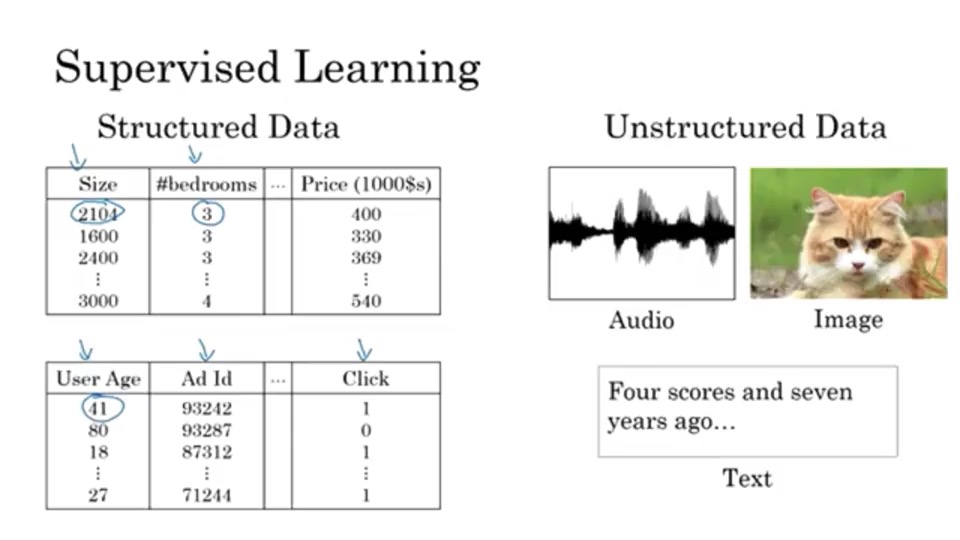 Supervised Learning
Structured Data
Size #bedrooms ... Price (1000$s)
2104 3 400
1600 3 330
2400 3 369
⋮ ⋮ ⋮
3000 4 540
User Age Ad Id ... Click
41 93242 1
80 93287 0
18 87312 1
⋮ ⋮ ⋮
27 71244 1
Unstructured Data
Audio Image
Four scores and seven
years ago...
Text